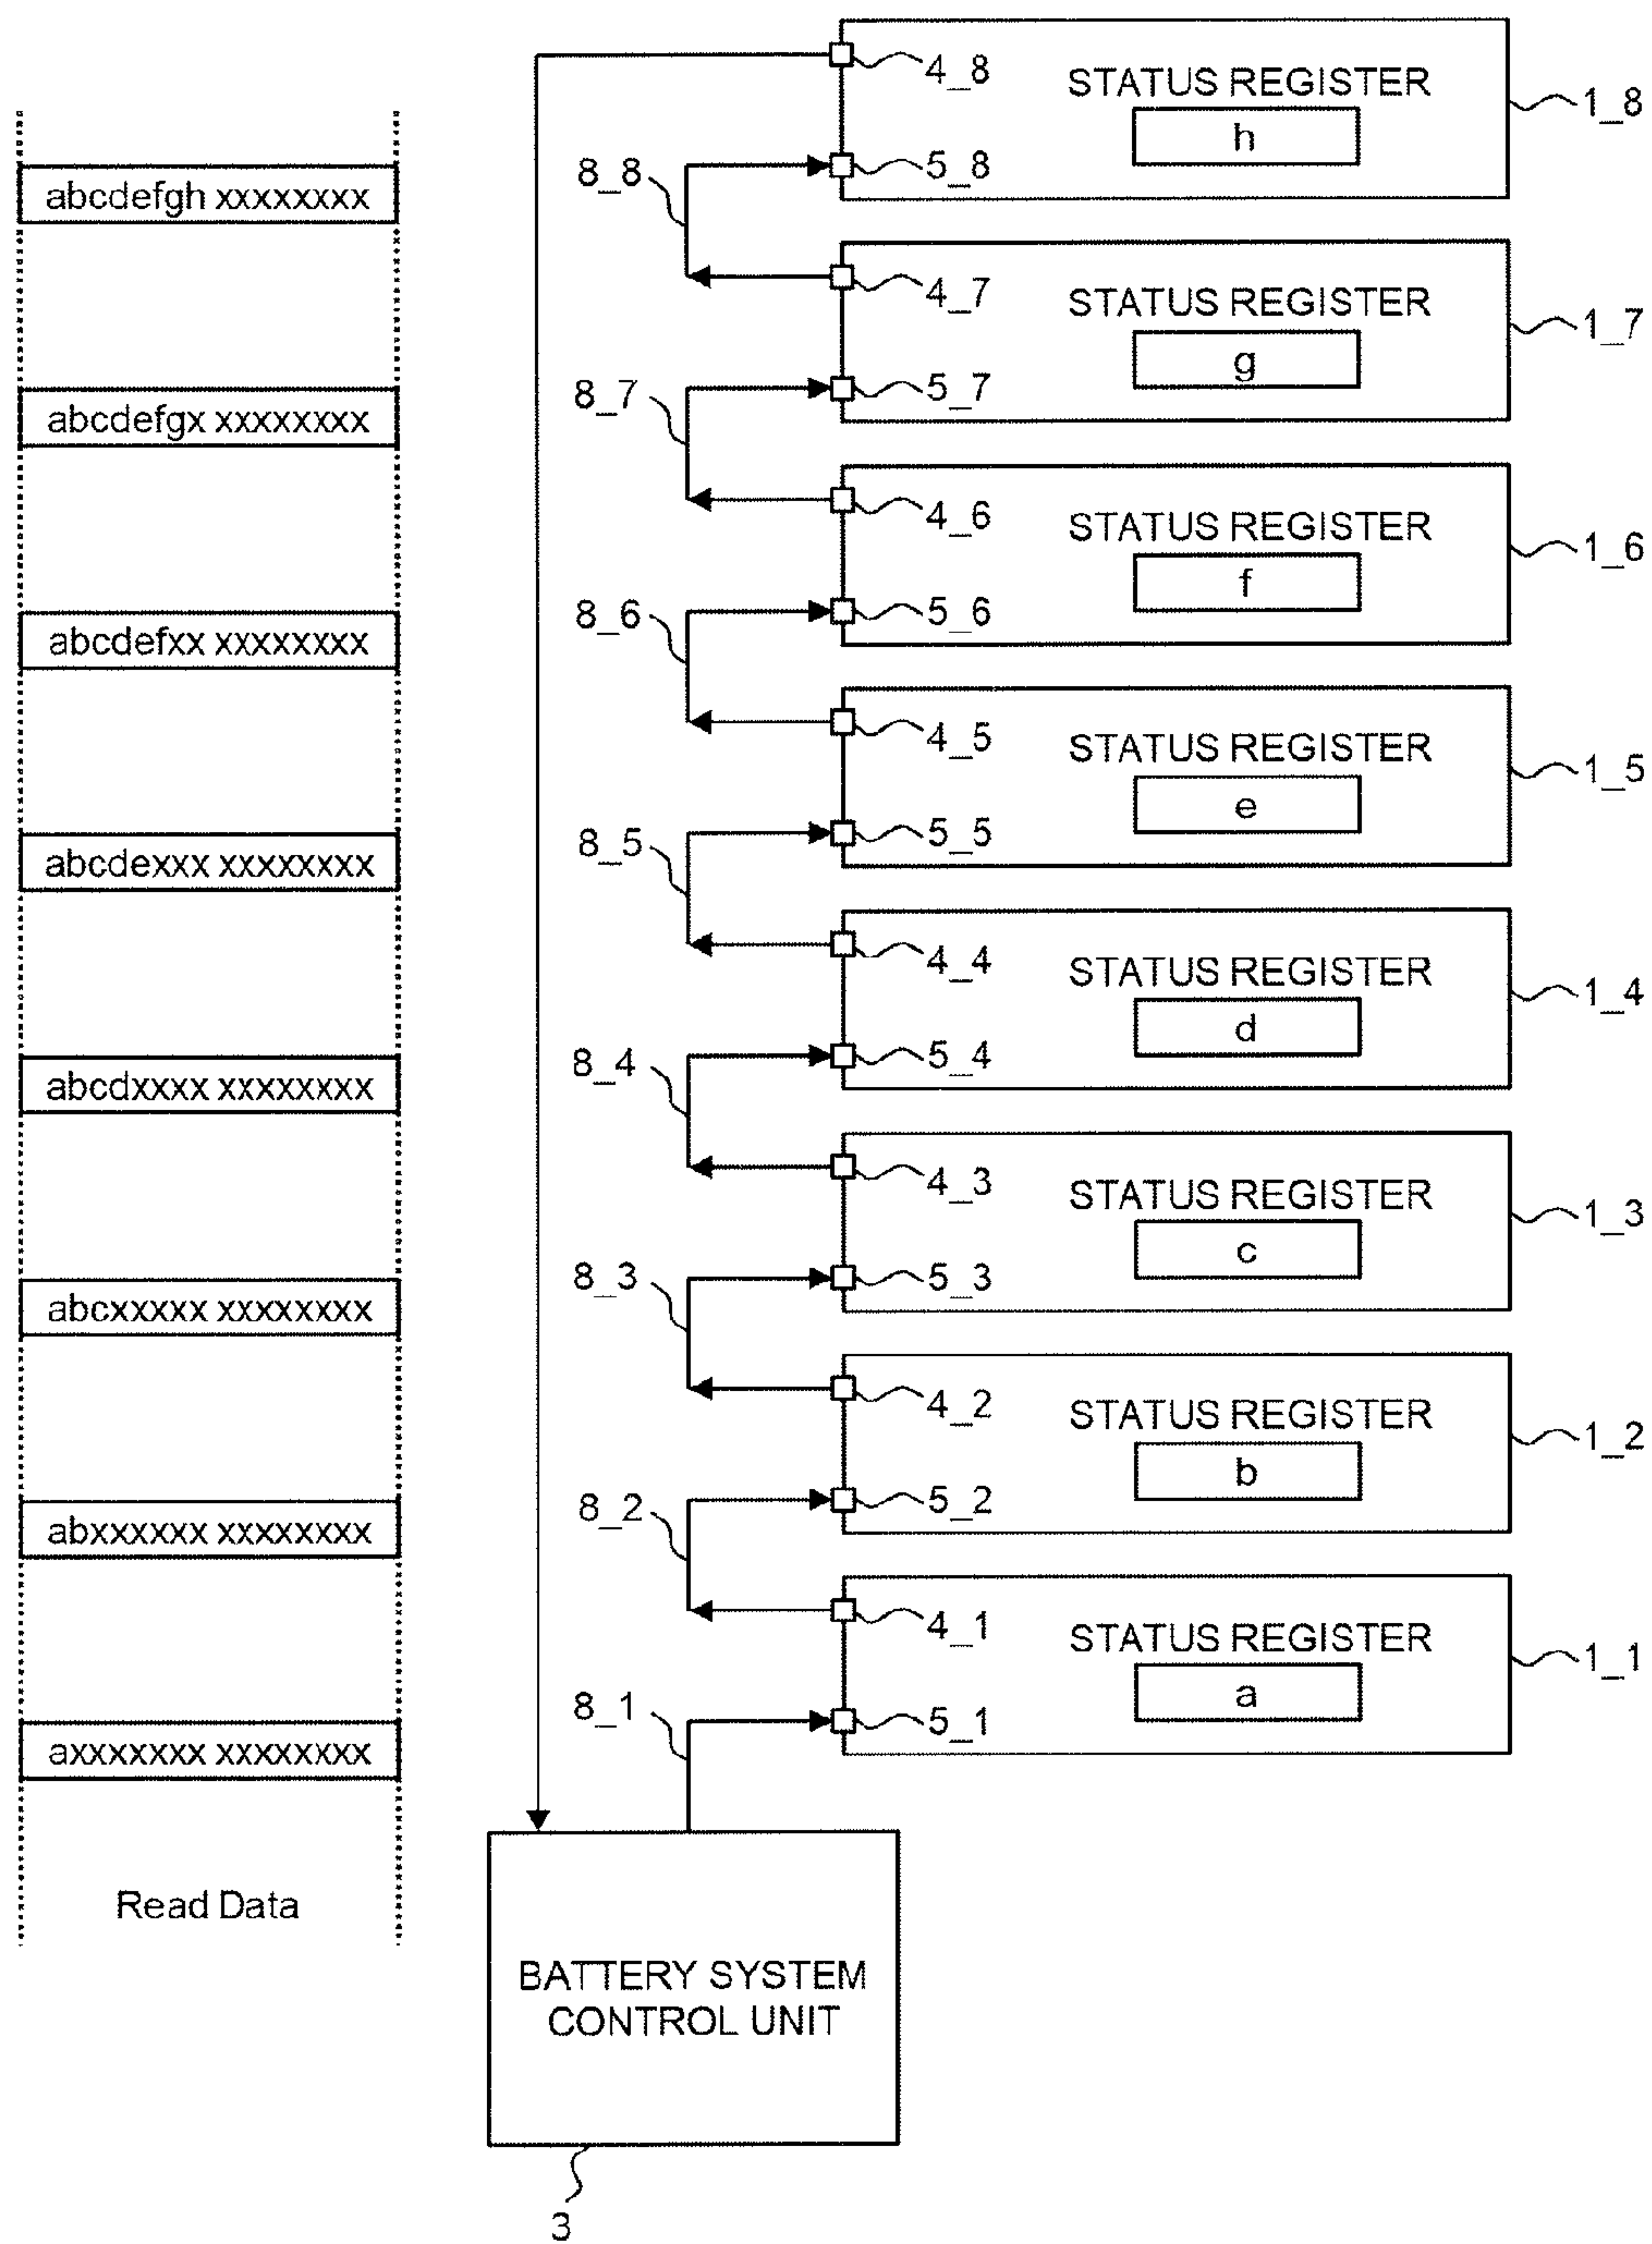 4_8
STATUS REGISTER
1_8
h
8_8
5_8
abcdefgh xxxxxxxx
4_7
STATUS REGISTER
1_7
g
8_7
5_7
abcdefgx xxxxxxxx
4_6
STATUS REGISTER
1_6
f
8_6
5_6
abcdefxx xxxxxxxx
4_5
STATUS REGISTER
1_5
e
8_5
5_5
abcdexxx xxxxxxxx
4_4
STATUS REGISTER
1_4
d
8_4
5_4
abcdxxxx xxxxxxxx
4_3
STATUS REGISTER
1_3
c
8_3
5_3
abcxxxxx xxxxxxxx
4_2
STATUS REGISTER
1_2
b
8_2
5_2
abxxxxxx xxxxxxxx
4_1
STATUS REGISTER
1_1
a
8_1
5_1
axxxxxxx xxxxxxxx
Read Data
BATTERY SYSTEM
CONTROL UNIT
3